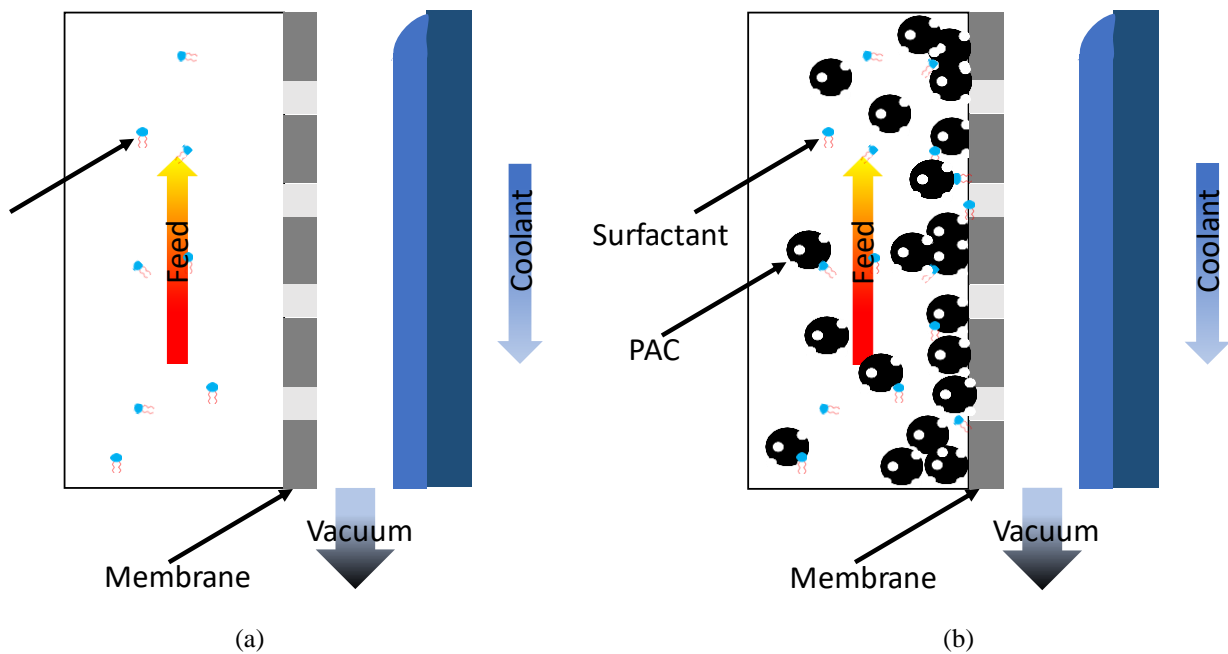 Feed
Coolant
Vacuum
Membrane
(a)
Surfactant
PAC
Feed
Coolant
Vacuum
Membrane
(b)